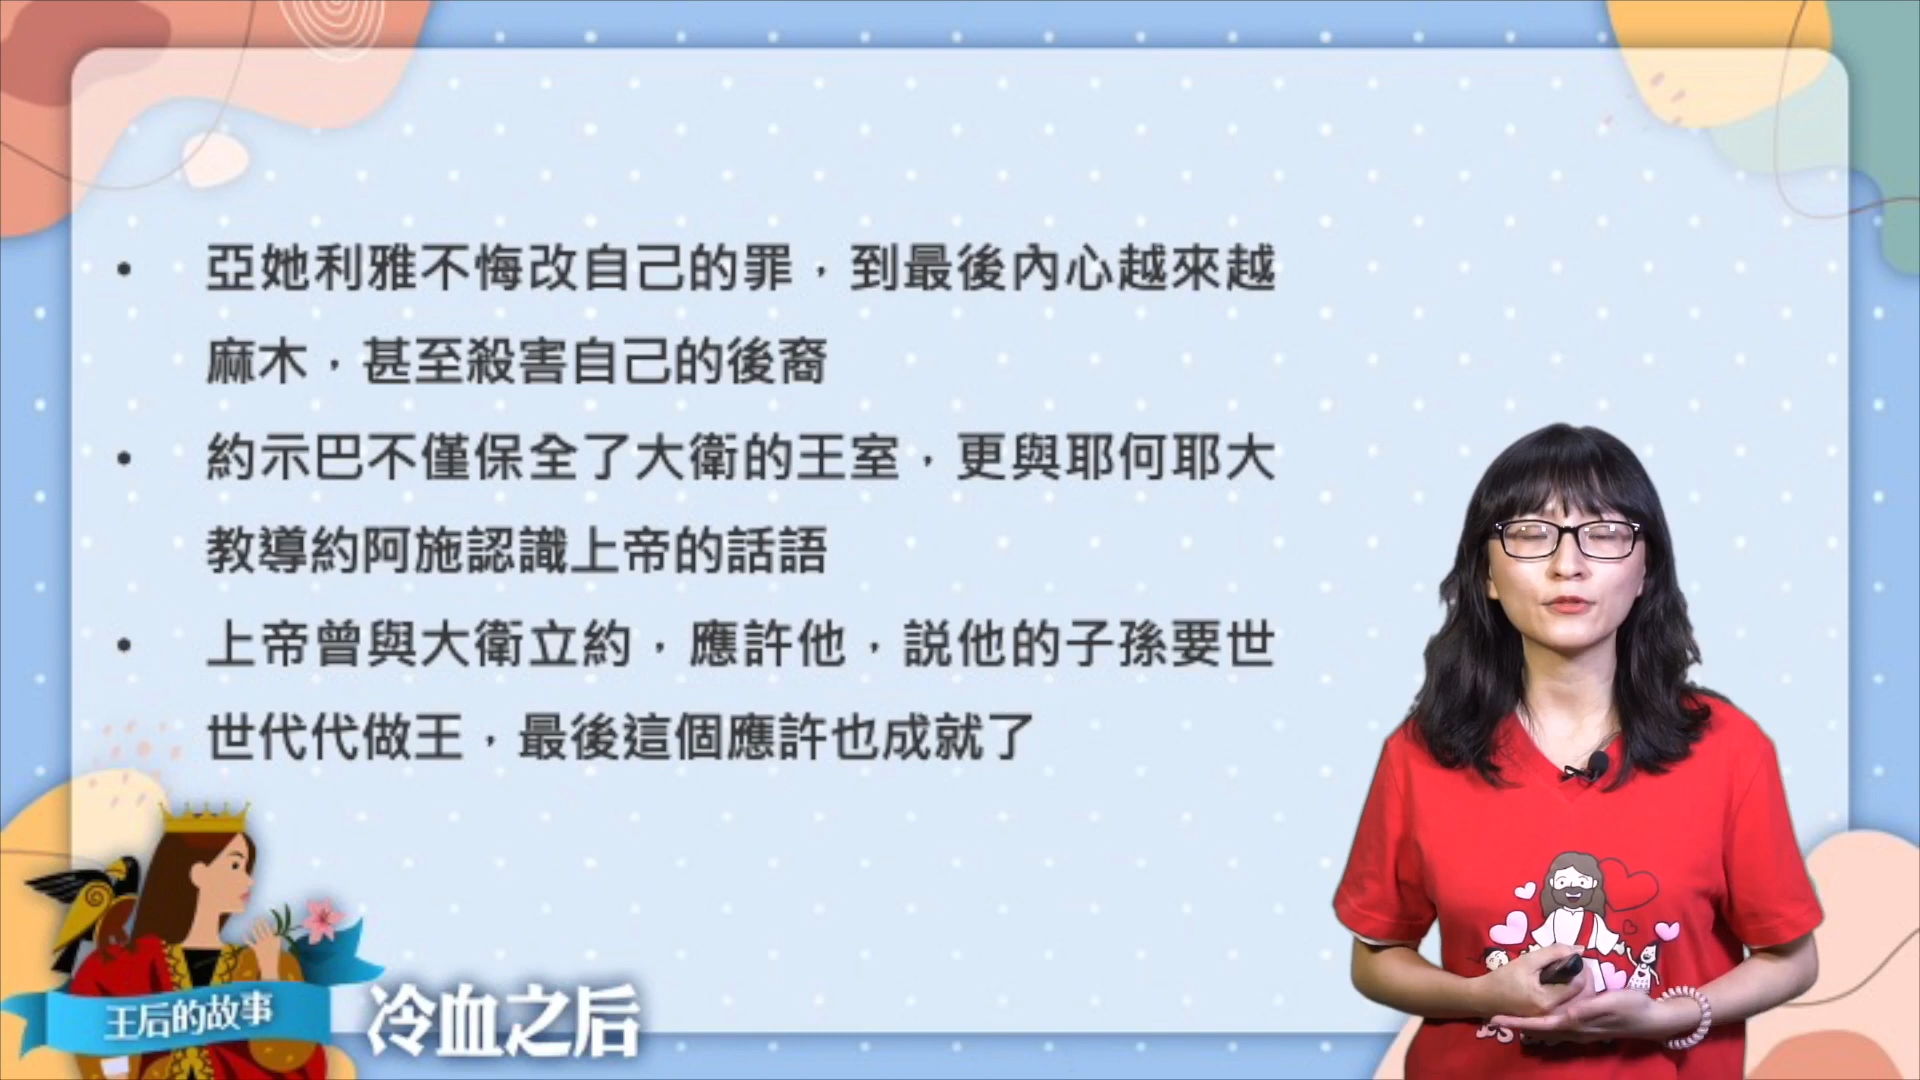 • 亞她利雅不悔改自己的罪，到最後內心越來越
麻木，甚至殺害自己的後裔
• 約示巴不僅保全了大衛的王室，更與耶何耶大
教導約阿施認識上帝的話語
• 上帝曾與大衛立約，應許他，説他的子孫要世
世代代做王，最後這個應許也成就了
王后的故事
冷血之后